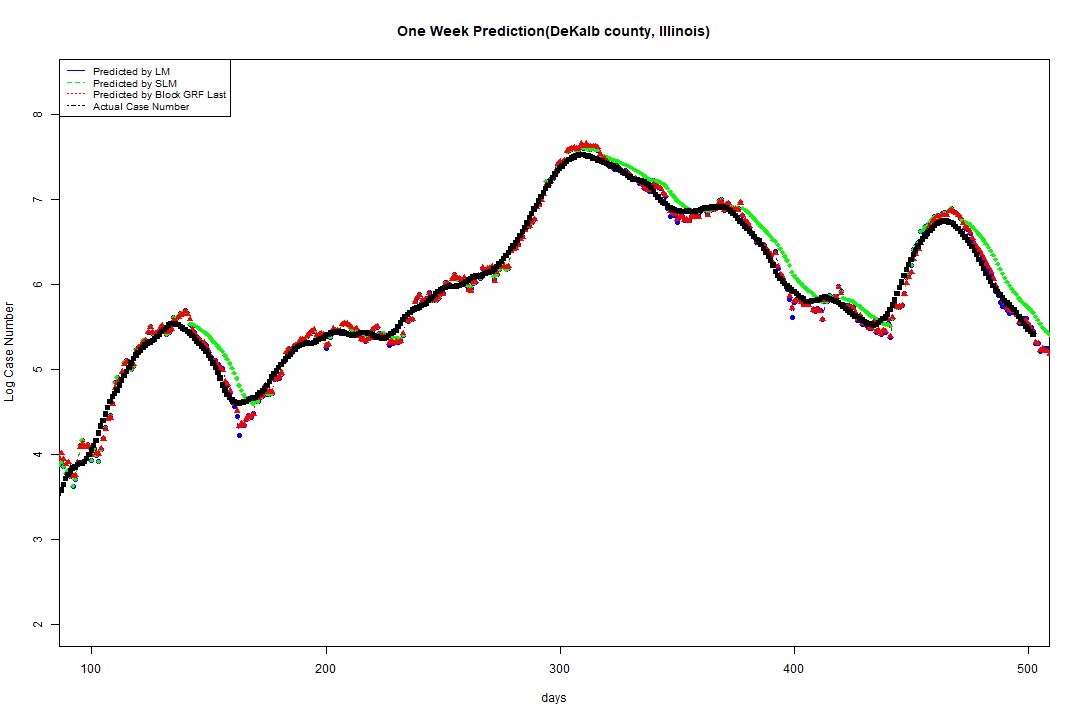 One Week Prediction(DeKalb county, Illinois)
Predicted by LM
Predicted by SLM
Predicted by Block GRF Last
Actual Case Number
8
7
6
5
4
3
2
Log Case Number
100 200 300 400 500
days